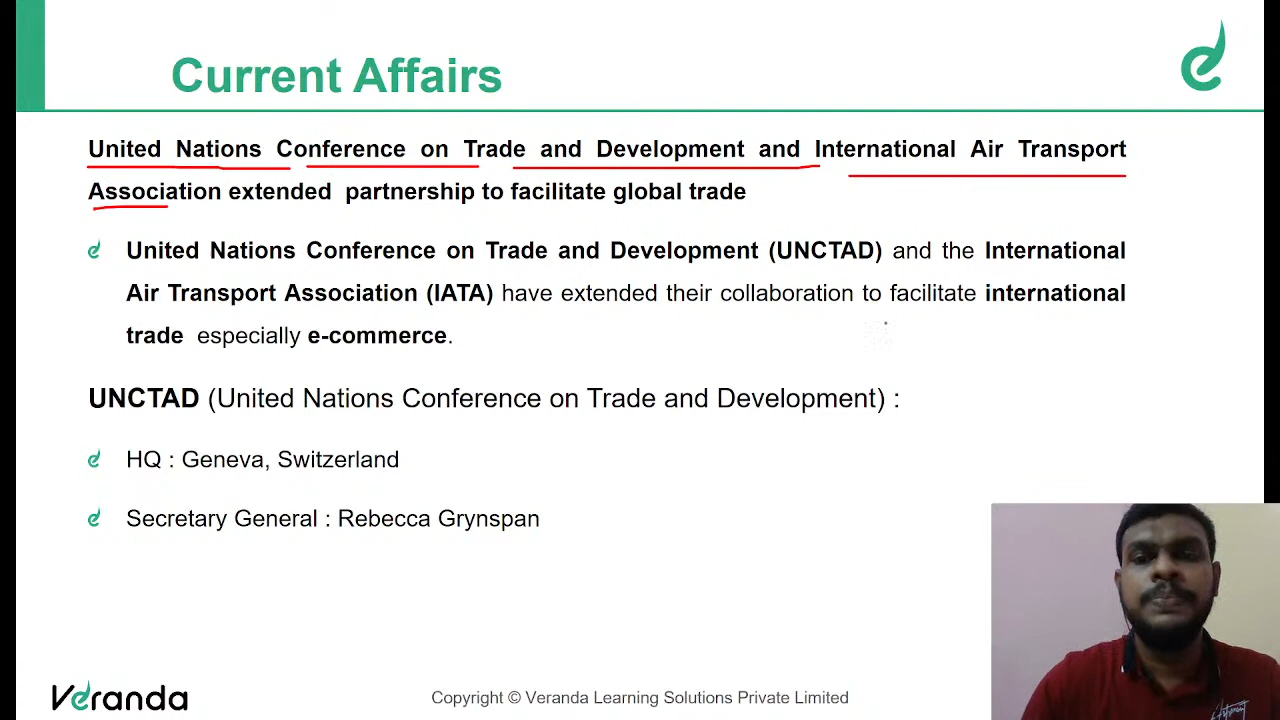 Current Affairs
United Nations Conference on Trade and Development and International Air Transport
Association extended partnership to facilitate global trade
United Nations Conference on Trade and Development (UNCTAD) and the International
Air Transport Association (IATA) have extended their collaboration to facilitate international
trade especially e-commerce.
UNCTAD (United Nations Conference on Trade and Development) :
HQ : Geneva, Switzerland
Secretary General : Rebecca Grynspan
Veranda
Copyright © Veranda Learning Solutions Private Limited